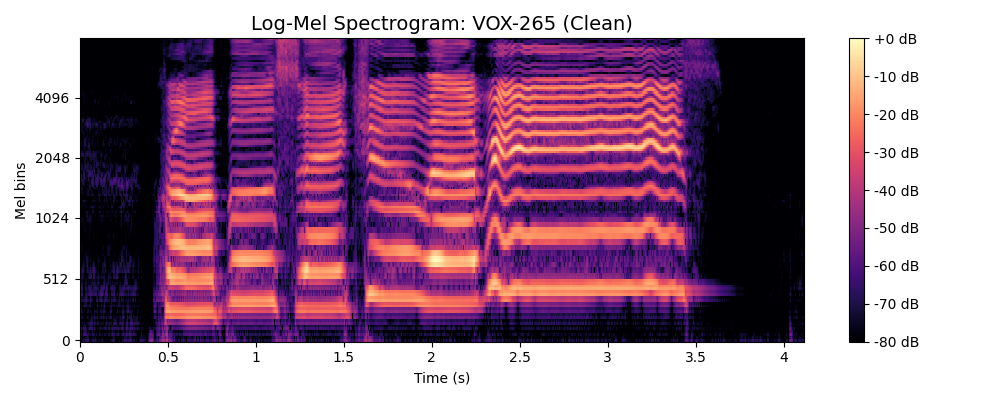 Log-Mel Spectrogram: VOX-265 (Clean)
Mel bins
4096
2048
1024
512
0
0 0.5 1 1.5 2 2.5 3 3.5 4
Time (s)
+0 dB
-10 dB
-20 dB
-30 dB
-40 dB
-50 dB
-60 dB
-70 dB
-80 dB